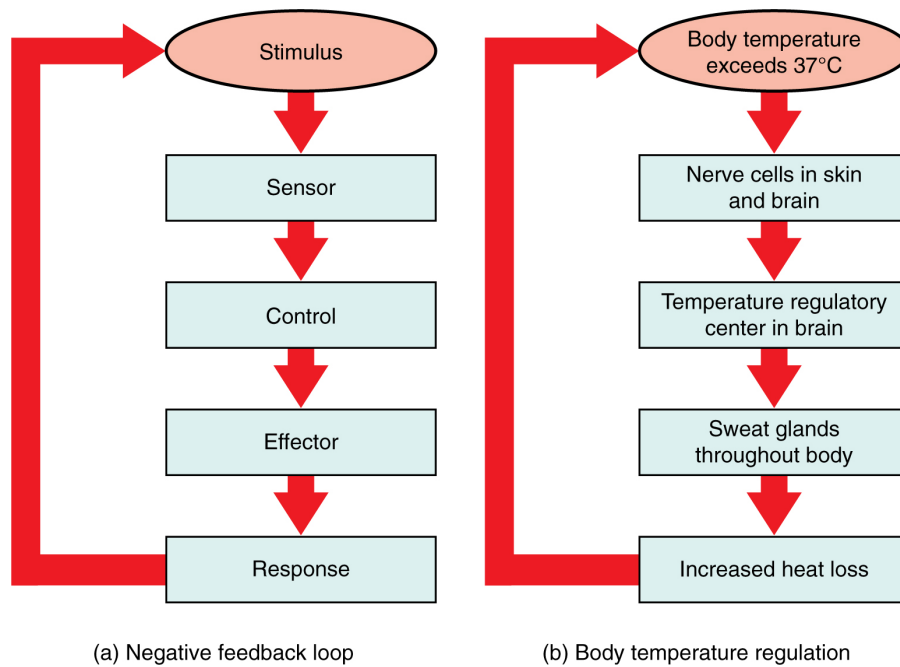 Stimulus
Sensor
Control
Effector
Response
(a) Negative feedback loop
Body temperature
exceeds 37°C
Nerve cells in skin
and brain
Temperature regulatory
center in brain
Sweat glands
throughout body
Increased heat loss
(b) Body temperature regulation